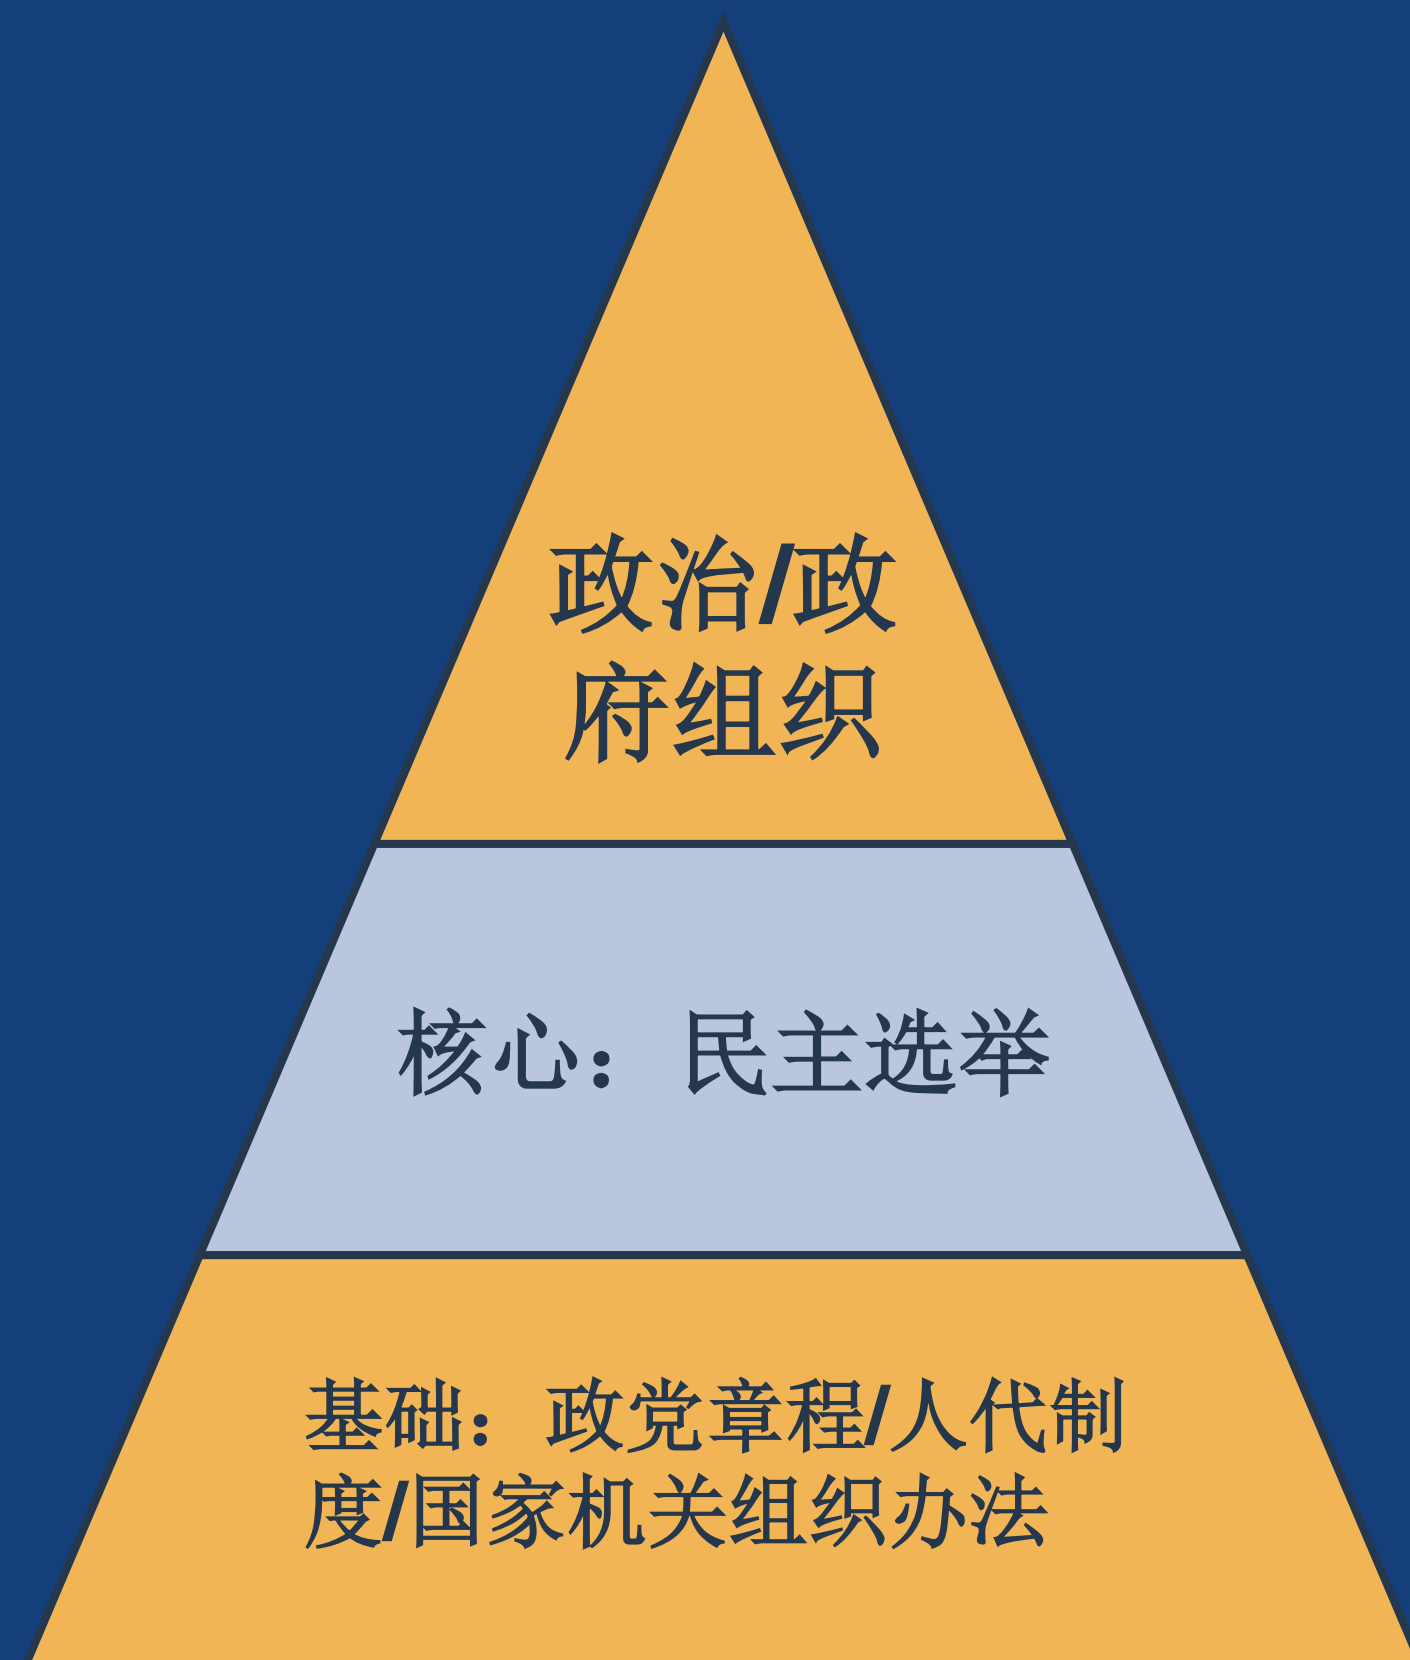 政治/政
府组织
核心：民主选举
基础：政党章程/人代制
度/国家机关组织办法